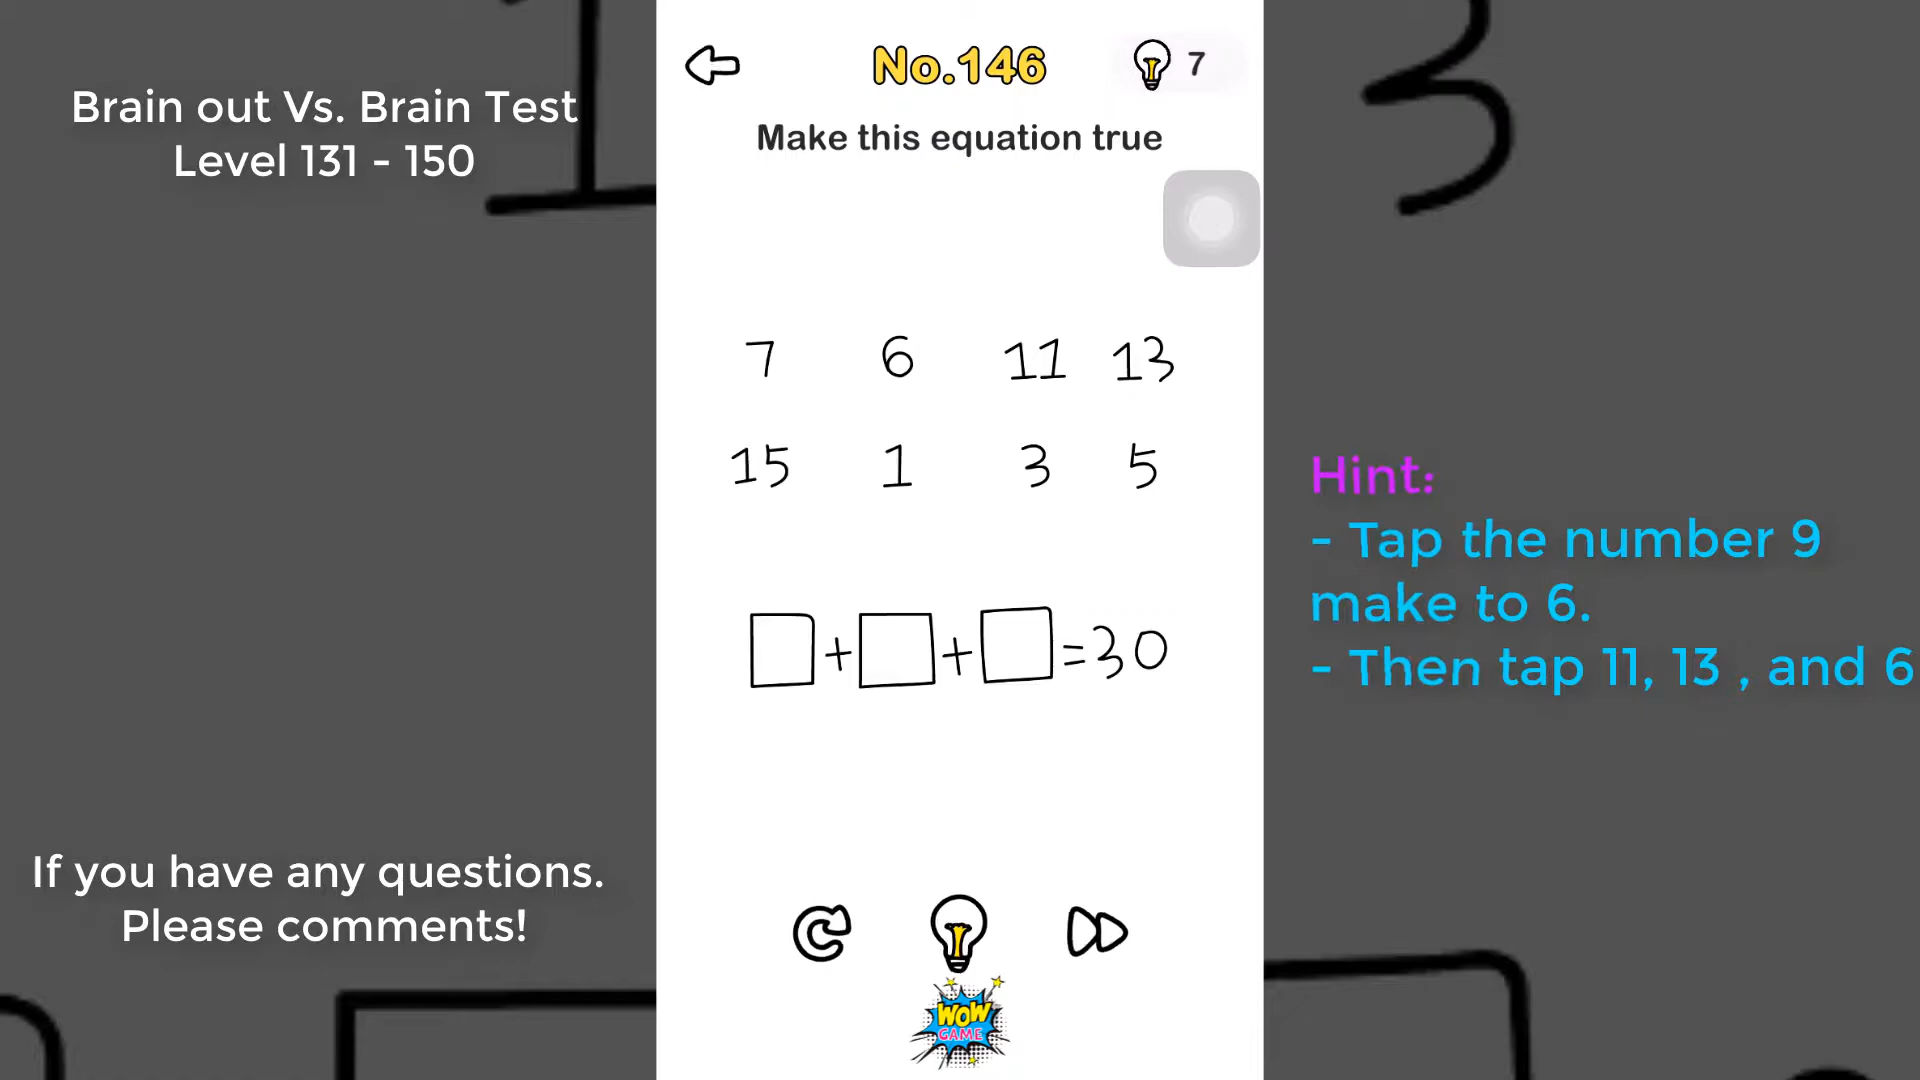 Brain out Vs. Brain Test
Level 131 - 150
No.146
7
Make this equation true
7 6 11 13
15 1 3 5
□+□+□=30
Hint:
- Tap the number 9
make to 6.
- Then tap 11, 13 , and 6
If you have any questions.
Please comments!
WOW
GAME